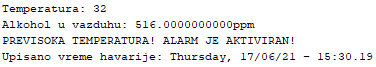 Temperatura: 32
Alkohol u vazduhu: 516.0000000000ppm
PREVISOKA TEMPERATURA! ALARM JE AKTIVIRAN!
Upisano vreme havarije: Thursday, 17/06/21 - 15:30.19